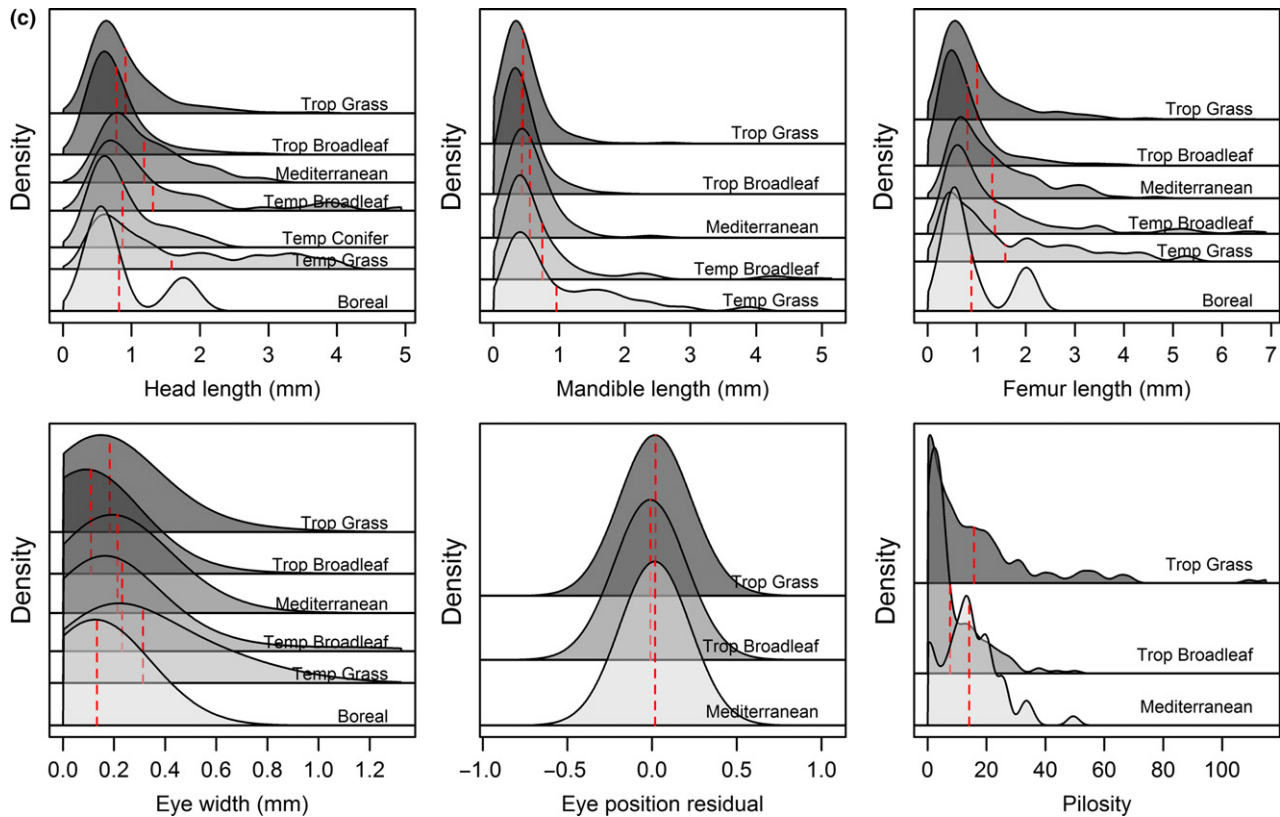 (c)
Density
Trop Grass
Trop Broadleaf
Mediterranean
Temp Broadleaf
Temp Conifer
Temp Grass
Boreal
0 1 2 3 4 5
Head length (mm)
Density
Trop Grass
Trop Broadleaf
Mediterranean
Temp Broadleaf
Temp Grass
0 1 2 3 4 5
Mandible length (mm)
Density
Trop Grass
Trop Broadleaf
Mediterranean
Temp Broadleaf
Temp Grass
Boreal
0 1 2 3 4 5 6 7
Femur length (mm)
Density
Trop Grass
Trop Broadleaf
Mediterranean
Temp Broadleaf
Temp Grass
Boreal
0.0 0.2 0.4 0.6 0.8 1.0 1.2
Eye width (mm)
Density
Trop Grass
Trop Broadleaf
Mediterranean
−1.0 −0.5 0.0 0.5 1.0
Eye position residual
Density
Trop Grass
Trop Broadleaf
Mediterranean
0 20 40 60 80 100
Pilosity